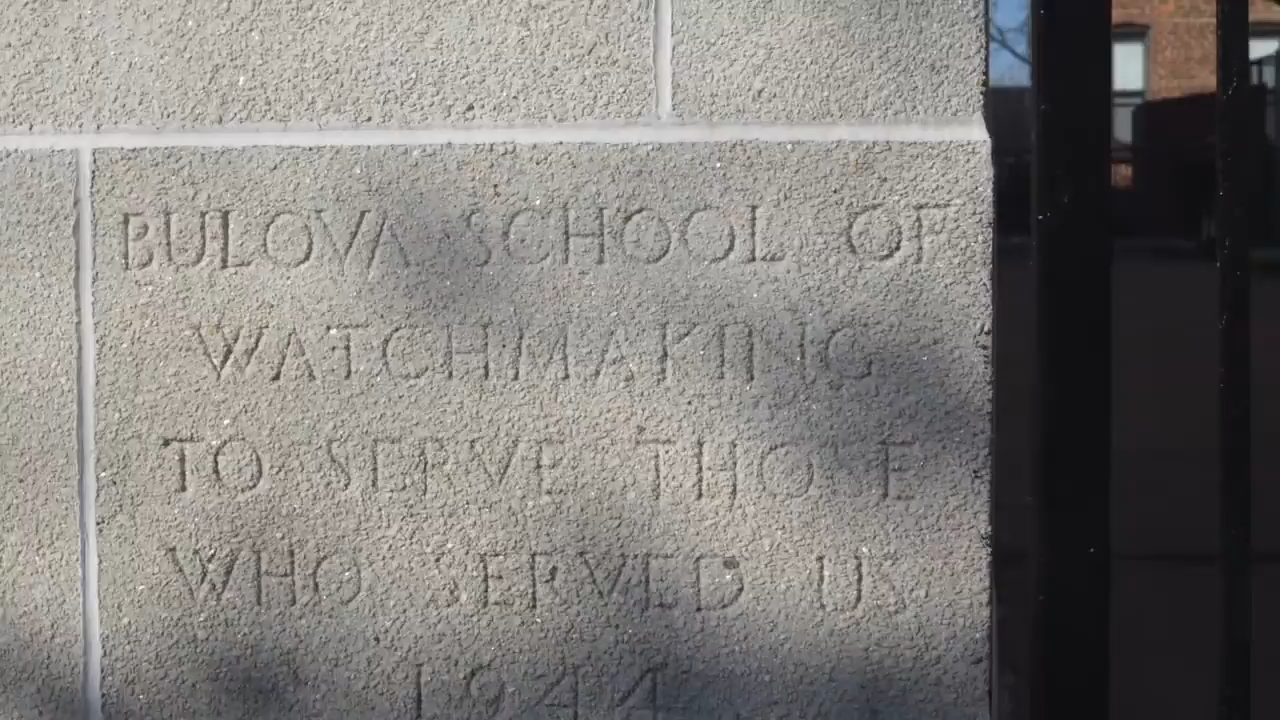 BULOVA SCHOOL OF
WATCHMAKING
TO SERVE THOSE
WHO SERVED US
1944